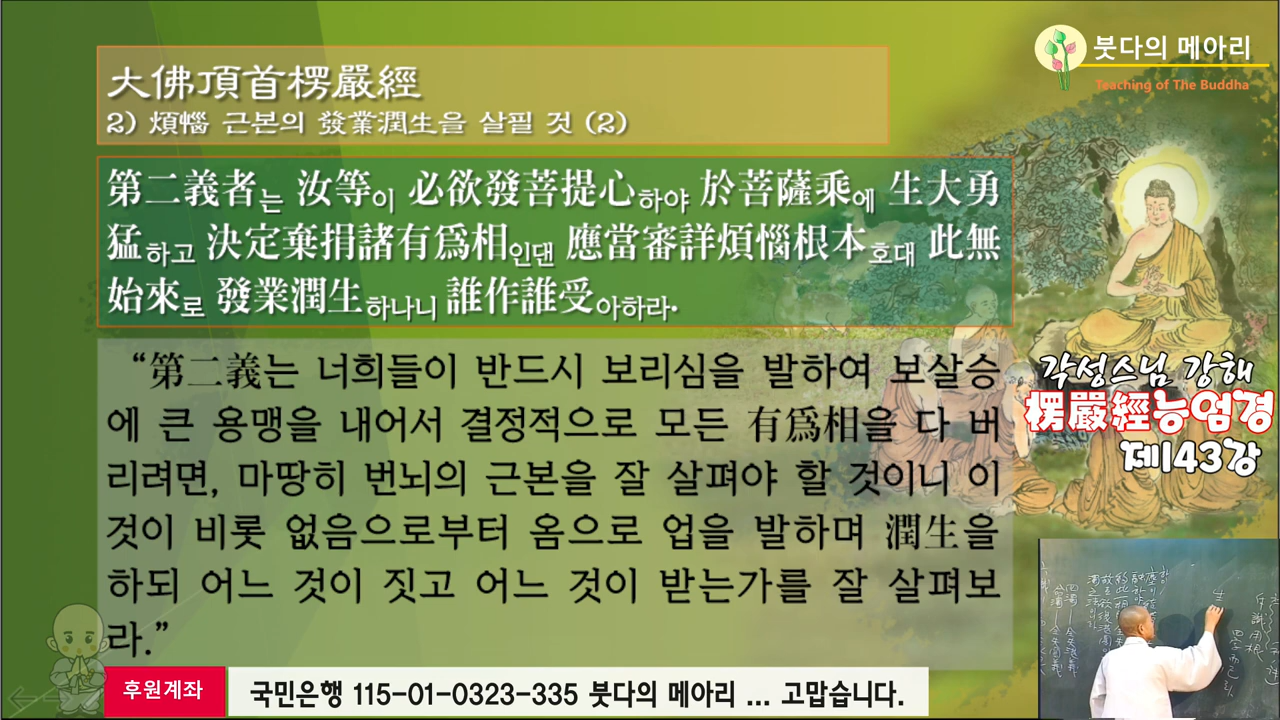 大佛頂首楞嚴經
2) 煩惱 근본의 發業潤生을 살필 것 (2)
붓다의 메아리
Teaching of The Buddha
第二義者는 汝等이 必欲發菩提心하야 於菩薩乘에 生大勇
猛하고 決定棄捐諸有爲相인댄 應當審詳煩惱根本호대 此無
始來로 發業潤生하나니 誰作誰受아하라.
“第二義는 너희들이 반드시 보리심을 발하여 보살승
에 큰 용맹을 내어서 결정적으로 모든 有爲相을 다 버
리려면, 마땅히 번뇌의 근본을 잘 살펴야 할 것이니 이
것이 비롯 없음으로부터 옴으로 업을 발하며 潤生을
하되 어느 것이 짓고 어느 것이 받는가를 잘 살펴보
라.”
각성스님 강해
楞嚴經능엄경
제143강
후원계좌
국민은행 115-01-0323-335 붓다의 메아리 ... 고맙습니다.
生